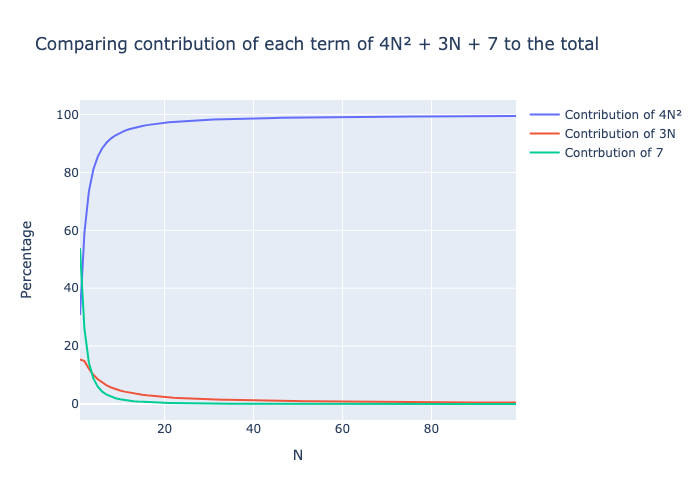 Comparing contribution of each term of 4N² + 3N + 7 to the total
100
80
60
40
20
0
Percentage
20 40 60 80
N
Contribution of 4N²
Contribution of 3N
Contrbution of 7